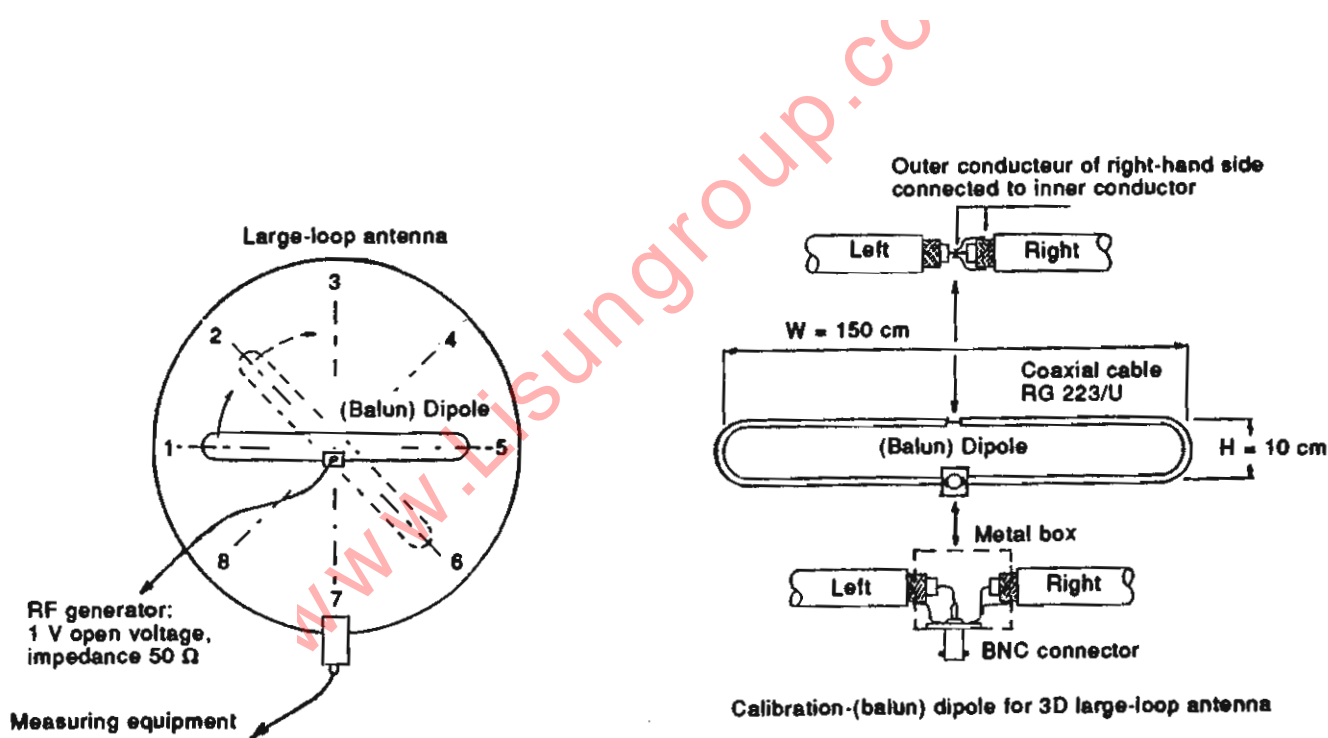 www.Lisungroup.co
Large-loop antenna
3
2
4
(Balun) Dipole
1
5
8
6
7
RF generator:
1 V open voltage,
impedance 50 Ω
Measuring equipment
Outer conducteur of right-hand side
connected to inner conductor
Left
Right
W = 150 cm
Coaxial cable
RG 223/U
(Balun) Dipole
H = 10 cm
Metal box
Left
Right
BNC connector
Calibration-(balun) dipole for 3D large-loop antenna